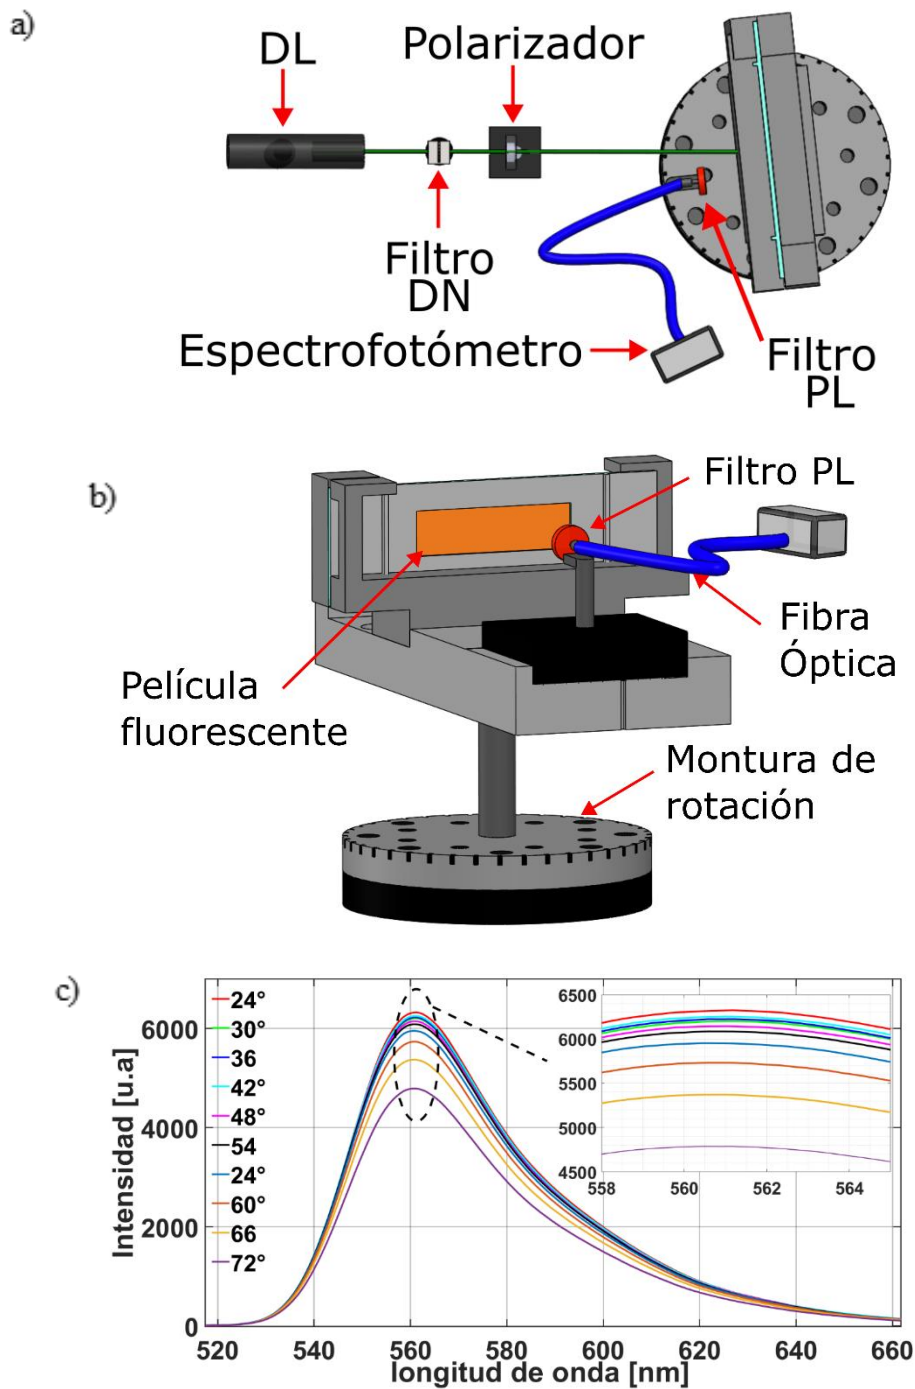 a)
DL
Polarizador
Filtro
DN
Espectrofotómetro
Filtro
PL
b)
Filtro PL
Fibra
Óptica
Película
fluorescente
Montura de
rotación
c)
Intensidad [u.a]
6000
4000
2000
0
24°
30°
36
42°
48°
54
24°
60°
66
72°
6500
6000
5500
5000
4500
558
560
562
564
520
540
560
580
600
620
640
660
longitud de onda [nm]